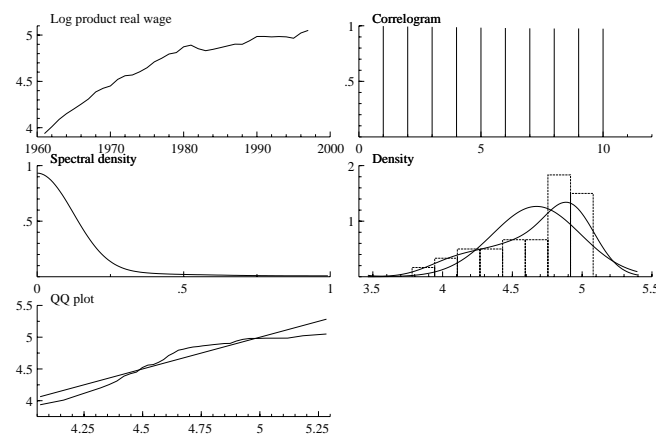 Log product real wage
5
4.5
4
1960 1970 1980 1990 2000
Correlogram
1
.5
0 5 10
Spectral density
1
.5
0 .5 1
Density
2
1
3.5 4 4.5 5 5.5
QQ plot
5.5
5
4.5
4
4.25 4.5 4.75 5 5.25